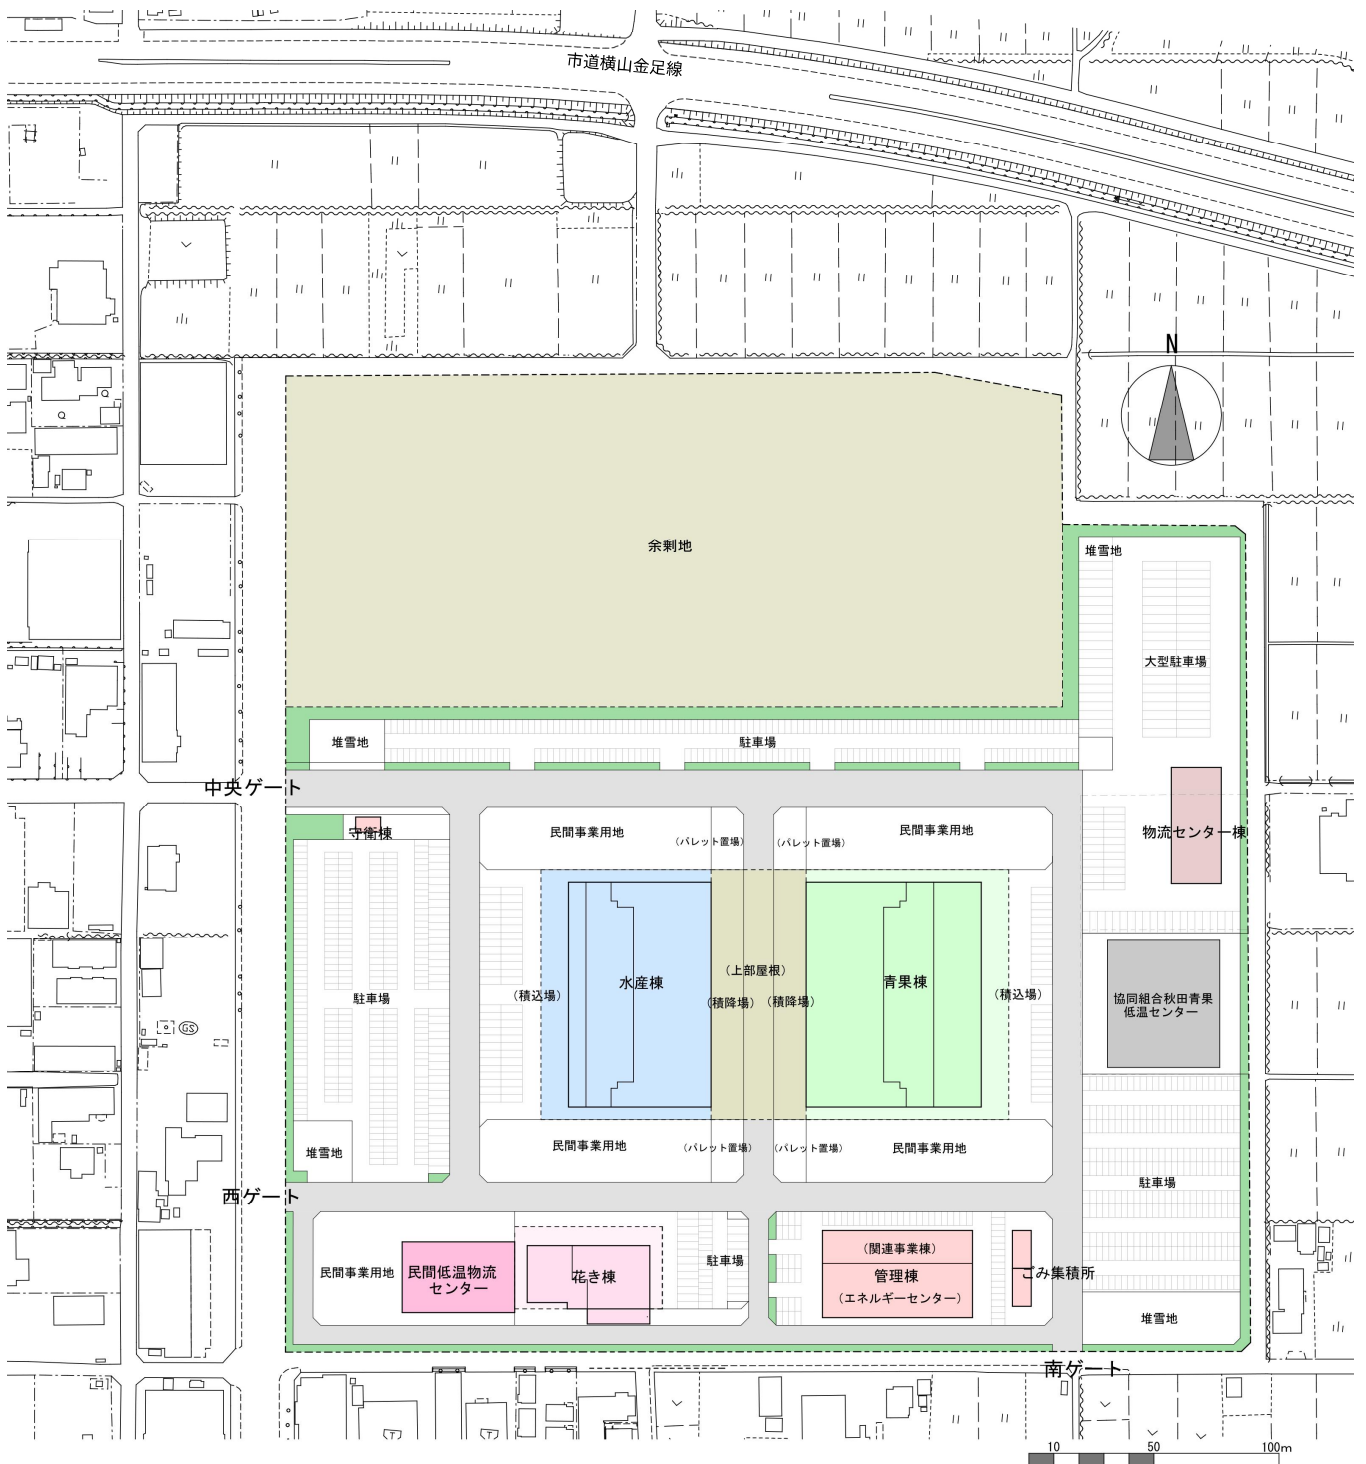 市道横山金足線
N
余剰地
堆雪地
大型駐車場
堆雪地
駐車場
中央ゲート
守衛棟
民間事業用地
(パレット置場)
(パレット置場)
民間事業用地
物流センター棟
駐車場
(積込場)
水産棟
(上部屋根)
(積降場)
(積降場)
青果棟
(積込場)
協同組合秋田青果
低温センター
GS
堆雪地
民間事業用地
(パレット置場)
(パレット置場)
民間事業用地
駐車場
西ゲート
民間事業用地
民間低温物流
センター
花き棟
駐車場
(関連事業棟)
管理棟
(エネルギーセンター)
ごみ集積所
堆雪地
南ゲート
10
50
100m